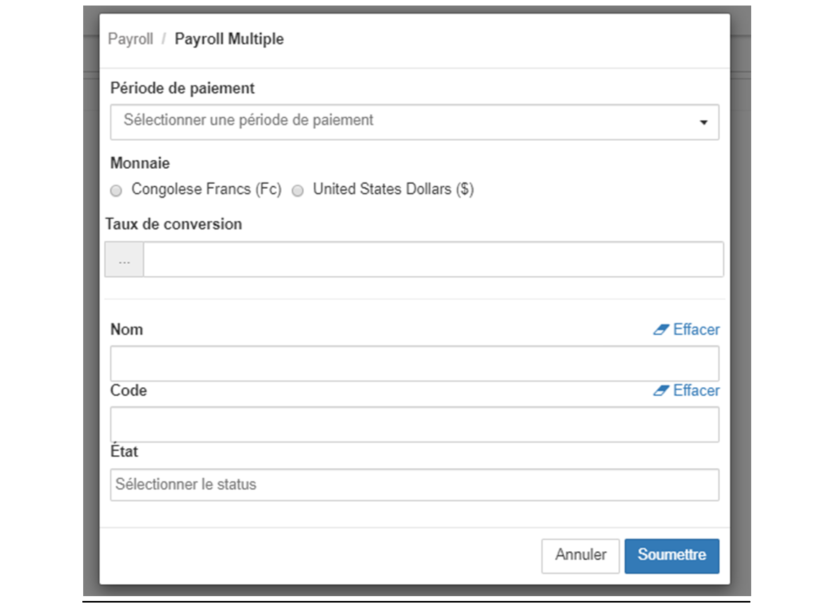 Payroll / Payroll Multiple
Période de paiement
Sélectionner une période de paiement
Monnaie
Congolese Francs (Fc) United States Dollars ($)
Taux de conversion
...
Nom Effacer
Code Effacer
État
Sélectionner le status
Annuler Soumettre